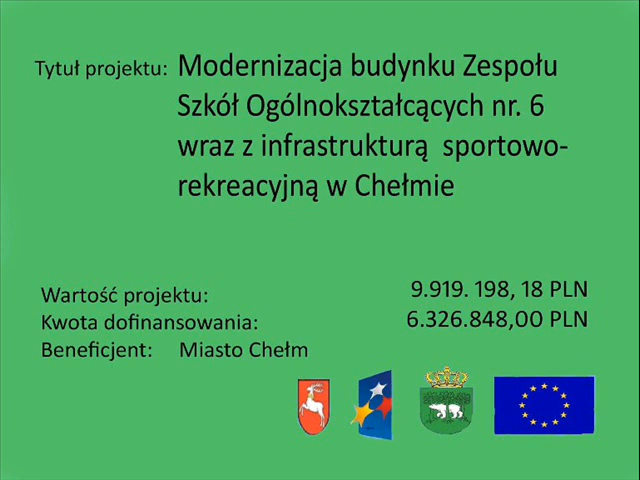 Tytuł projektu: Modernizacja budynku Zespołu
Szkół Ogólnokształcących nr. 6
wraz z infrastrukturą sportowo-
rekreacyjną w Chełmie
Wartość projektu: 9.919. 198, 18 PLN
Kwota dofinansowania: 6.326.848,00 PLN
Beneficjent: Miasto Chełm